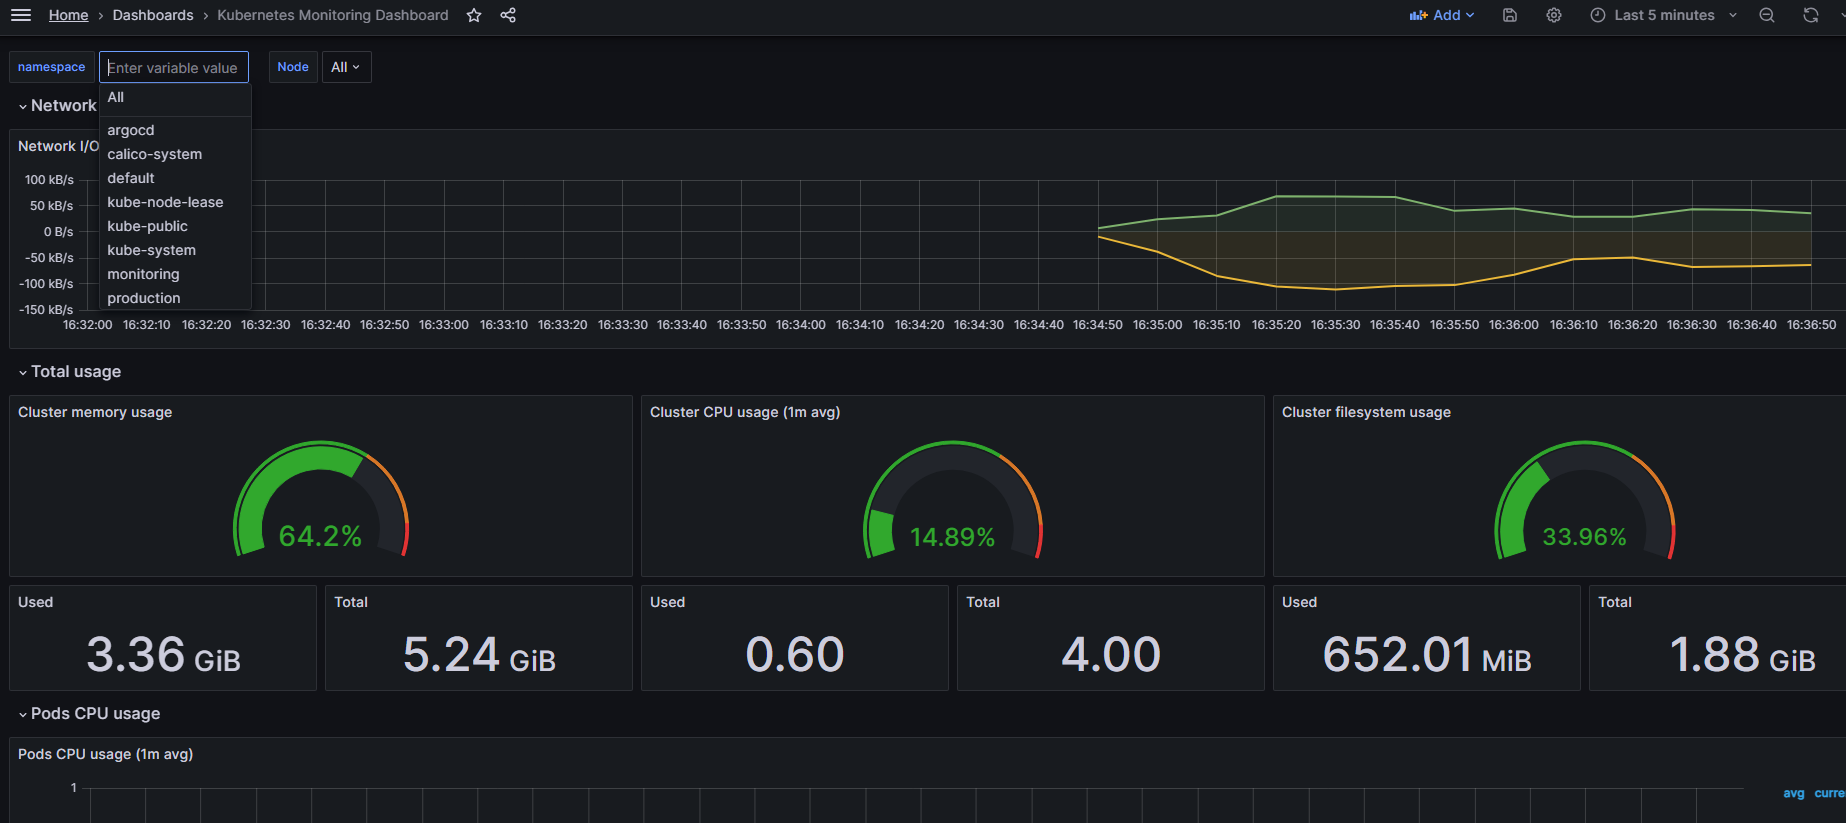 Home › Dashboards › Kubernetes Monitoring Dashboard
Add
Last 5 minutes
namespace Enter variable value Node All
All
argocd
calico-system
default
kube-node-lease
kube-public
kube-system
monitoring
production
Network
Network I/O
100 kB/s
50 kB/s
0 B/s
-50 kB/s
-100 kB/s
-150 kB/s
16:32:00 16:32:10 16:32:20 16:32:30 16:32:40 16:32:50 16:33:00 16:33:10 16:33:20 16:33:30 16:33:40 16:33:50 16:34:00 16:34:10 16:34:20 16:34:30 16:34:40 16:34:50 16:35:00 16:35:10 16:35:20 16:35:30 16:35:40 16:35:50 16:36:00 16:36:10 16:36:20 16:36:30 16:36:40 16:36:50
Total usage
Cluster memory usage
64.2%
Cluster CPU usage (1m avg)
14.89%
Cluster filesystem usage
33.96%
Used
3.36 GiB
Total
5.24 GiB
Used
0.60
Total
4.00
Used
652.01 MiB
Total
1.88 GiB
Pods CPU usage
Pods CPU usage (1m avg)
1
avg curre